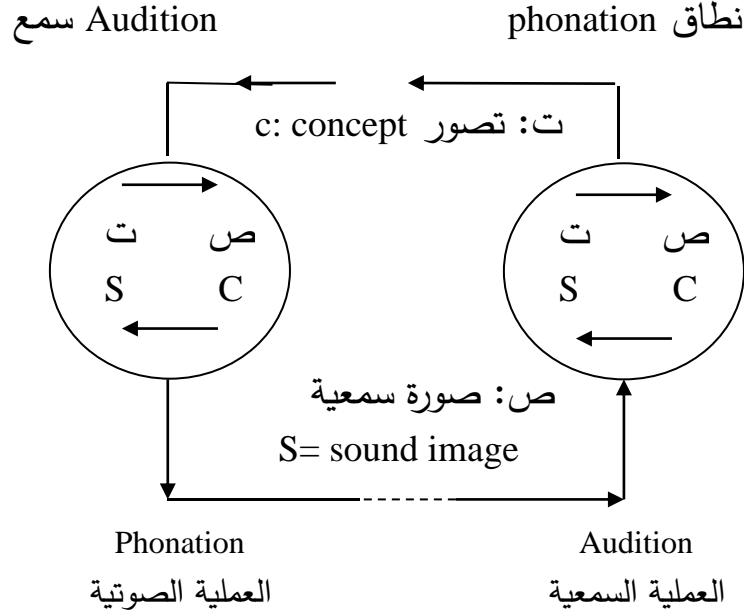 سمع Audition
نطاق phonation
ت: تصور c: concept
ت ص
S C
ت ص
S C
ص: صورة سمعية
S= sound image
Phonation
العملية الصوتية
Audition
العملية السمعية